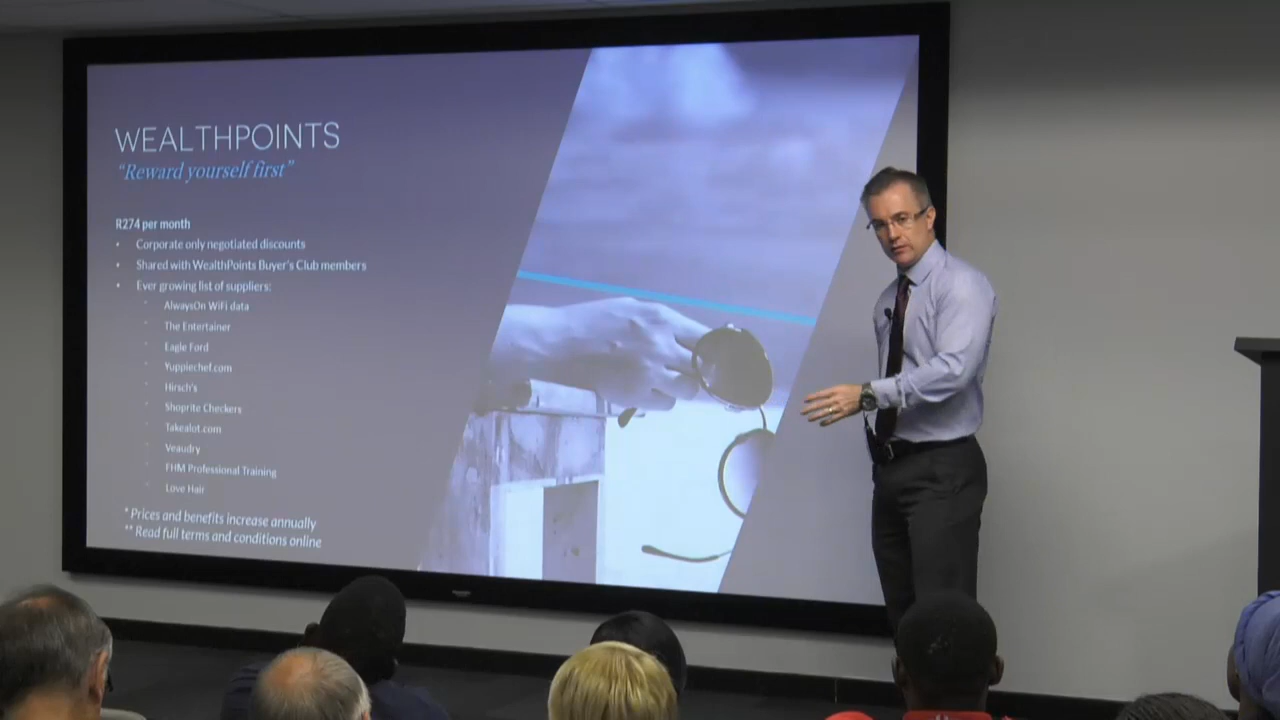 WEALTHPOINTS
“Reward yourself first”
R274 per month
• Corporate only negotiated discounts
• Shared with WealthPoints Buyer's Club members
• Ever growing list of suppliers:
AlwaysOn WiFi data
The Entertainer
Eagle Ford
Yuppiechef.com
Hirsch's
Shoprite Checkers
Takealot.com
Veaudry
FHM Professional Training
Love Hair
* Prices and benefits increase annually
** Read full terms and conditions online